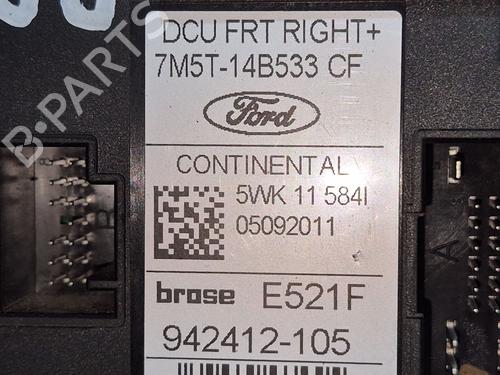 DCU FRT RIGHT+
7M5T-14B533 CF
Ford
CONTINENTAL
5WK 11 584I
05092011
brose E521F
942412-105
B-PARTS
A